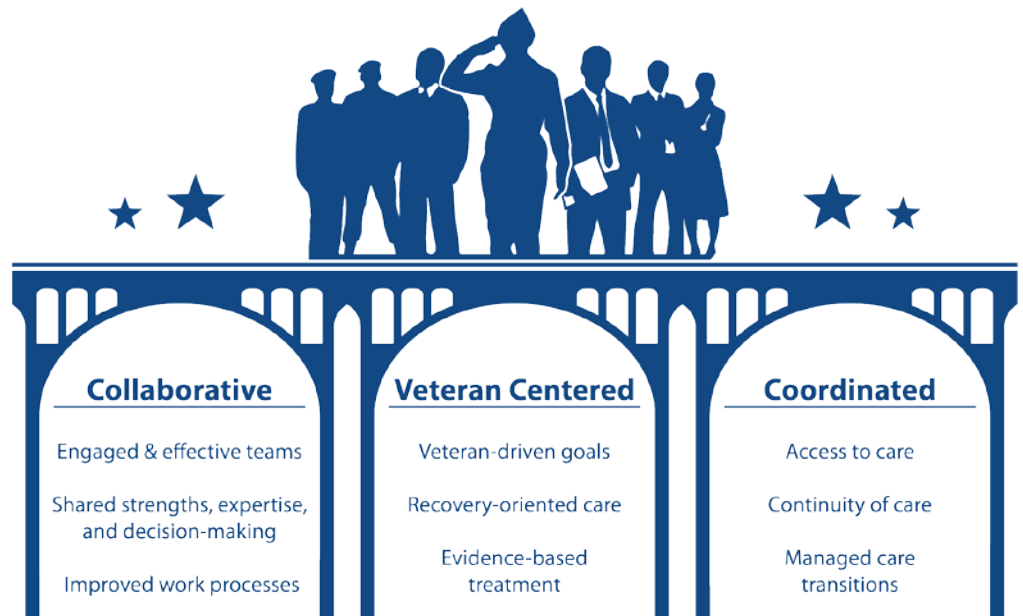 Collaborative
Engaged & effective teams
Shared strengths, expertise,
and decision-making
Improved work processes
Veteran Centered
Veteran-driven goals
Recovery-oriented care
Evidence-based
treatment
Coordinated
Access to care
Continuity of care
Managed care
transitions